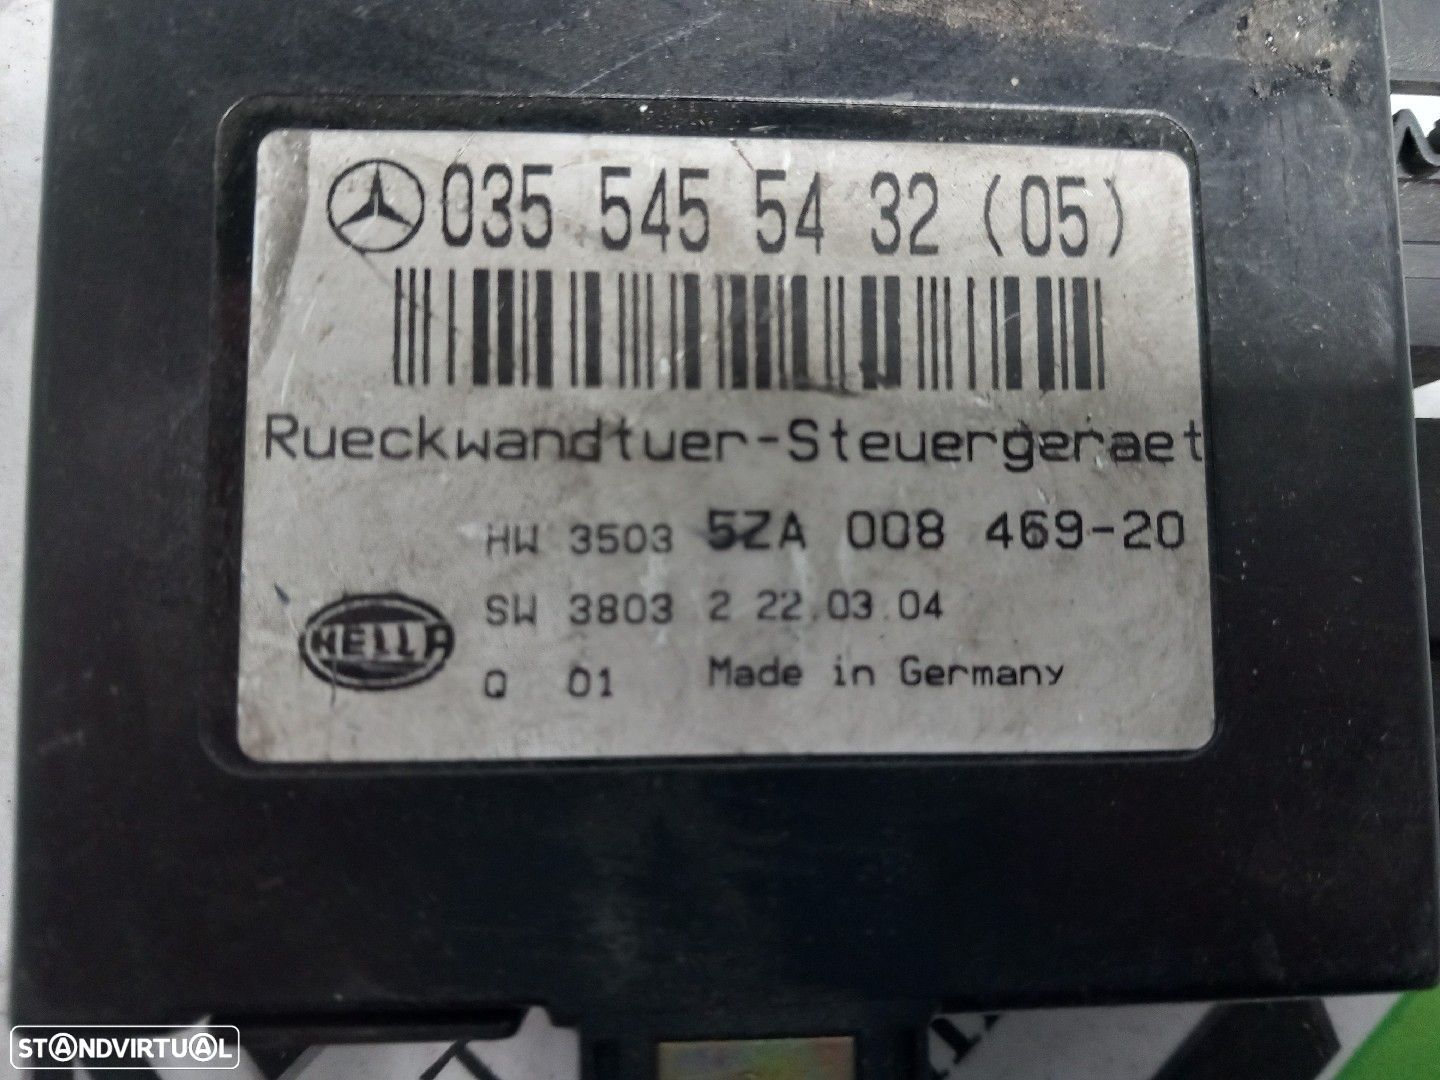 035 545 54 32 (05)
Rueckwandtuer-Steuergeraet
HW 3503 5ZA 008 469-20
SW 3803 2 22.03.04
HELLA
Q 01 Made in Germany
STANDVIRTUAL